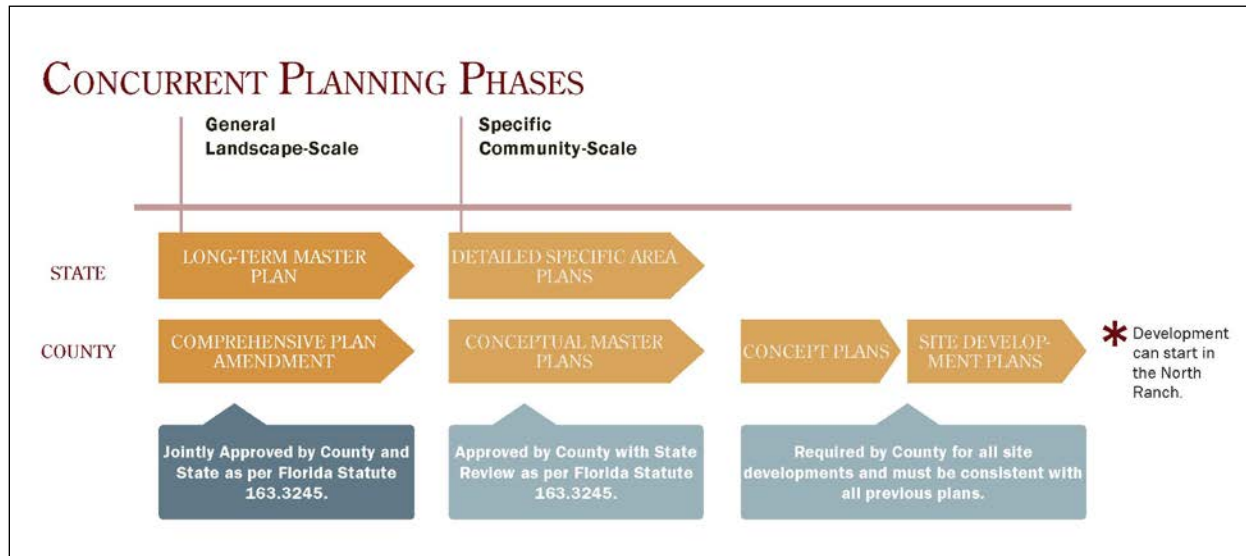 CONCURRENT PLANNING PHASES
General
Landscape-Scale
Specific
Community-Scale
STATE
LONG-TERM MASTER
PLAN
DETAILED SPECIFIC AREA
PLANS
COUNTY
COMPREHENSIVE PLAN
AMENDMENT
CONCEPTUAL MASTER
PLANS
CONCEPT PLANS
SITE DEVELOP-
MENT PLANS
* Development
can start in
the North
Ranch.
Jointly Approved by County and
State as per Florida Statute
163.3245.
Approved by County with State
Review as per Florida Statute
163.3245.
Required by County for all site
developments and must be consistent with
all previous plans.